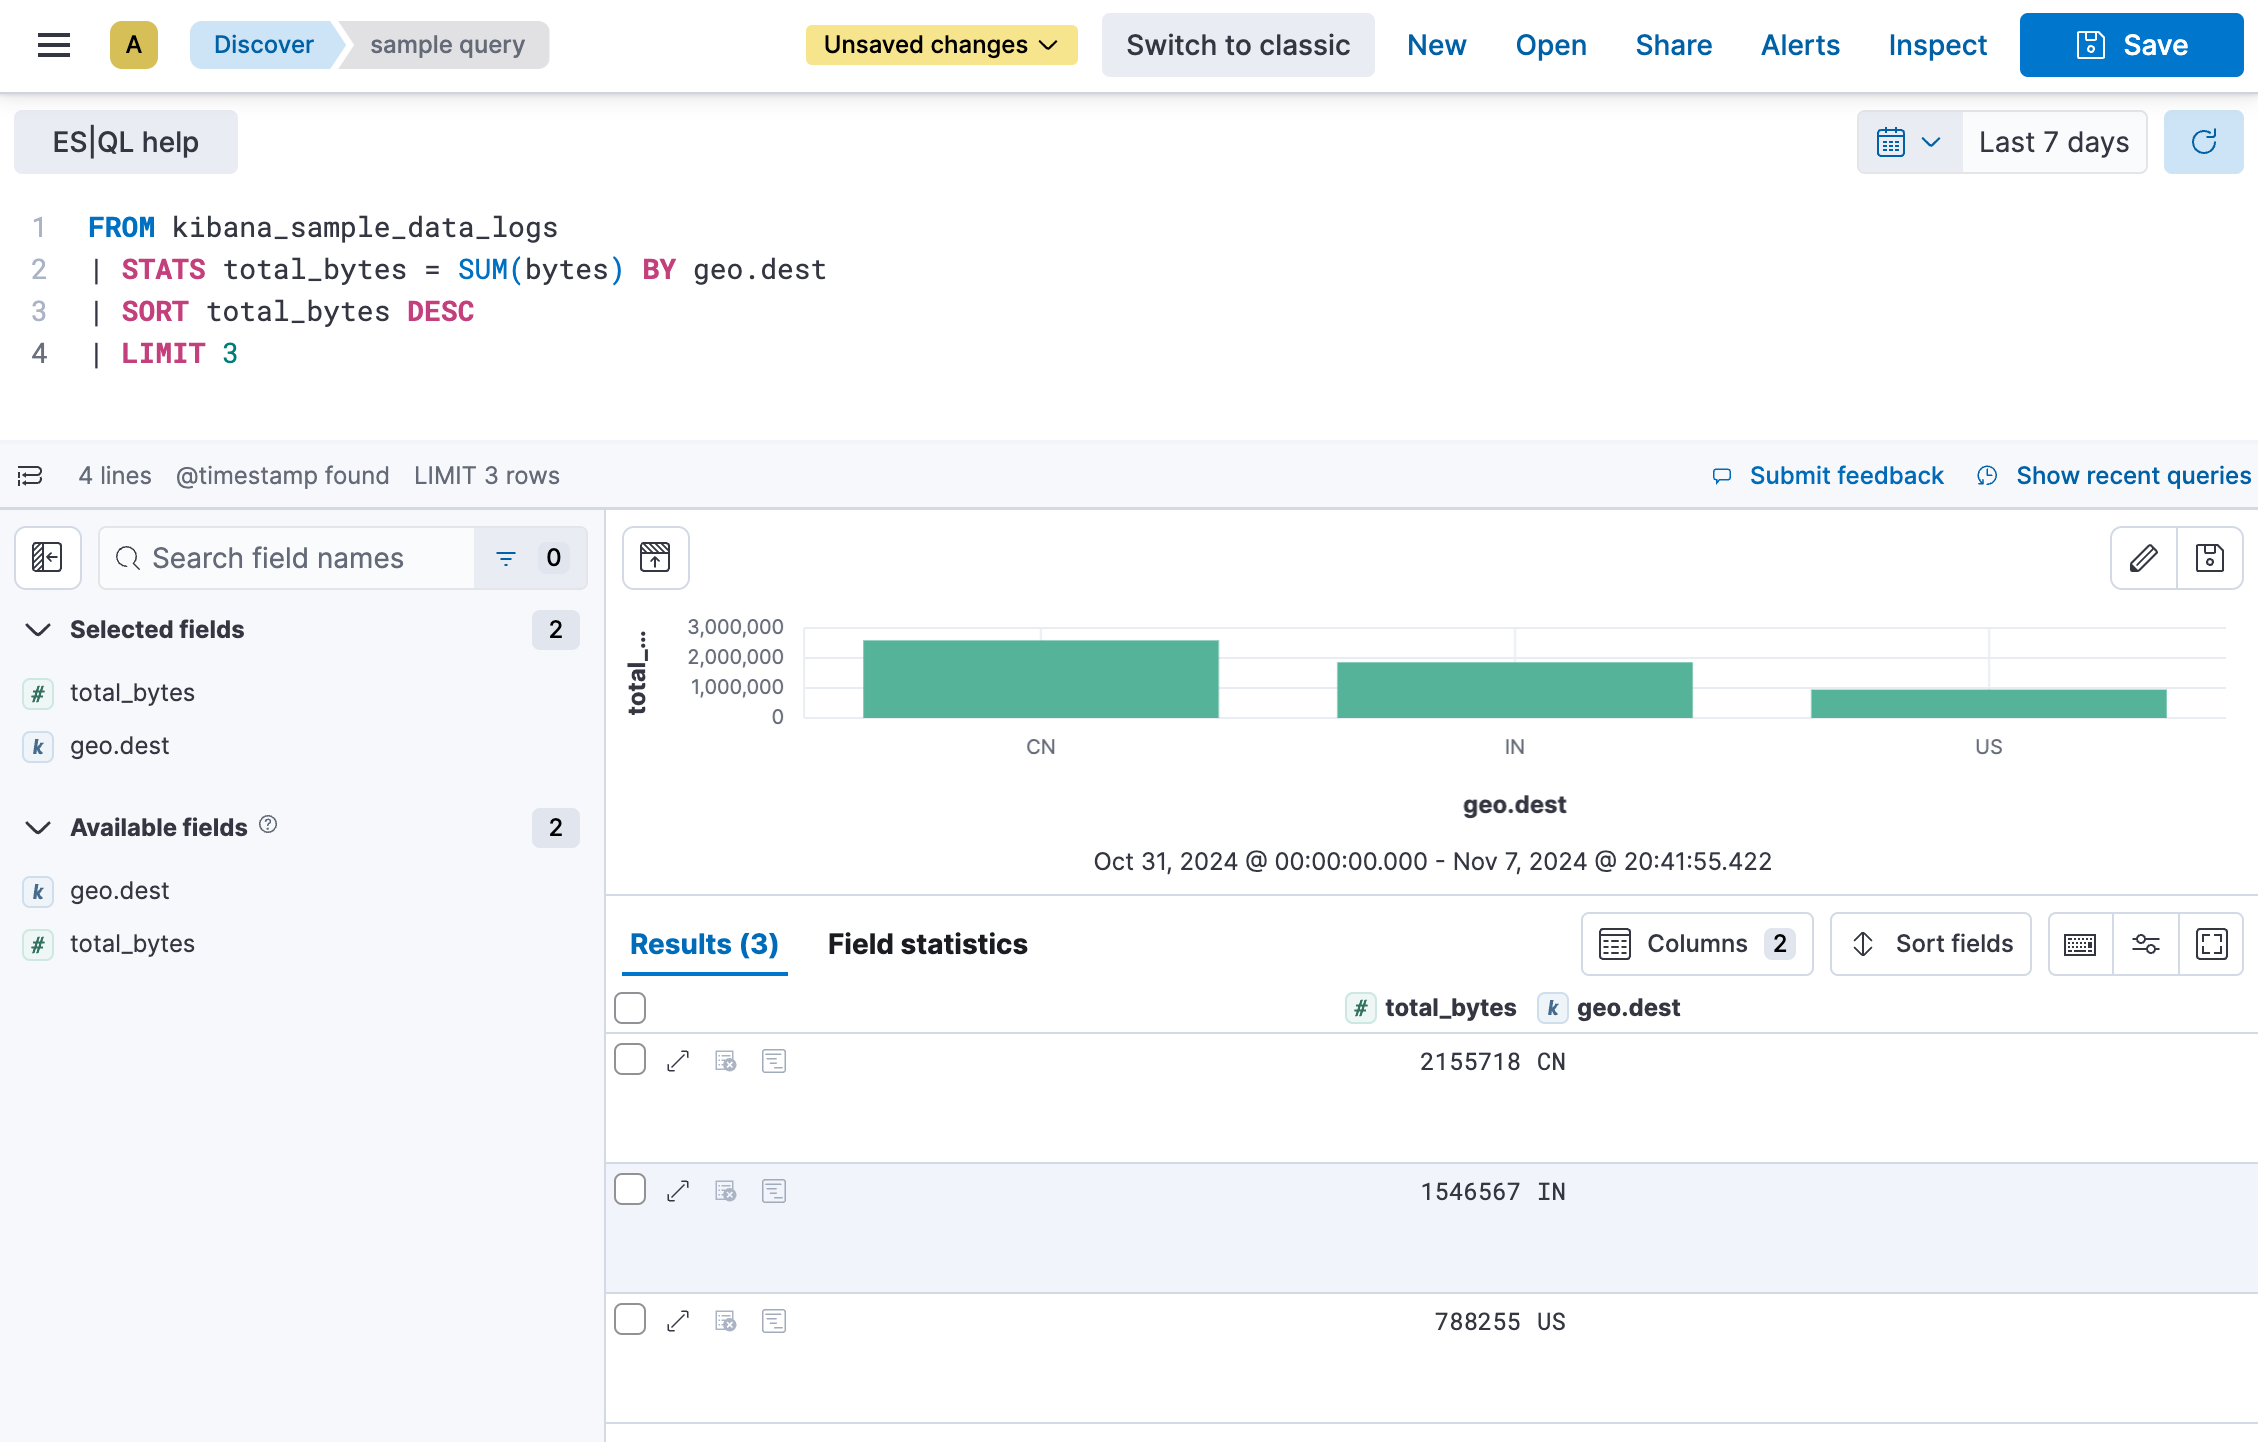 A
Discover
sample query
Unsaved changes
Switch to classic
New
Open
Share
Alerts
Inspect
Save
ES|QL help
Last 7 days
1 FROM kibana_sample_data_logs
2 | STATS total_bytes = SUM(bytes) BY geo.dest
3 | SORT total_bytes DESC
4 | LIMIT 3
4 lines @timestamp found LIMIT 3 rows
Submit feedback
Show recent queries
Search field names
0
Selected fields 2
# total_bytes
k geo.dest
Available fields 2
k geo.dest
# total_bytes
total_...
3,000,000
2,000,000
1,000,000
0
CN IN US
geo.dest
Oct 31, 2024 @ 00:00:00.000 - Nov 7, 2024 @ 20:41:55.422
Results (3)
Field statistics
Columns 2
Sort fields
# total_bytes k geo.dest
2155718 CN
1546567 IN
788255 US